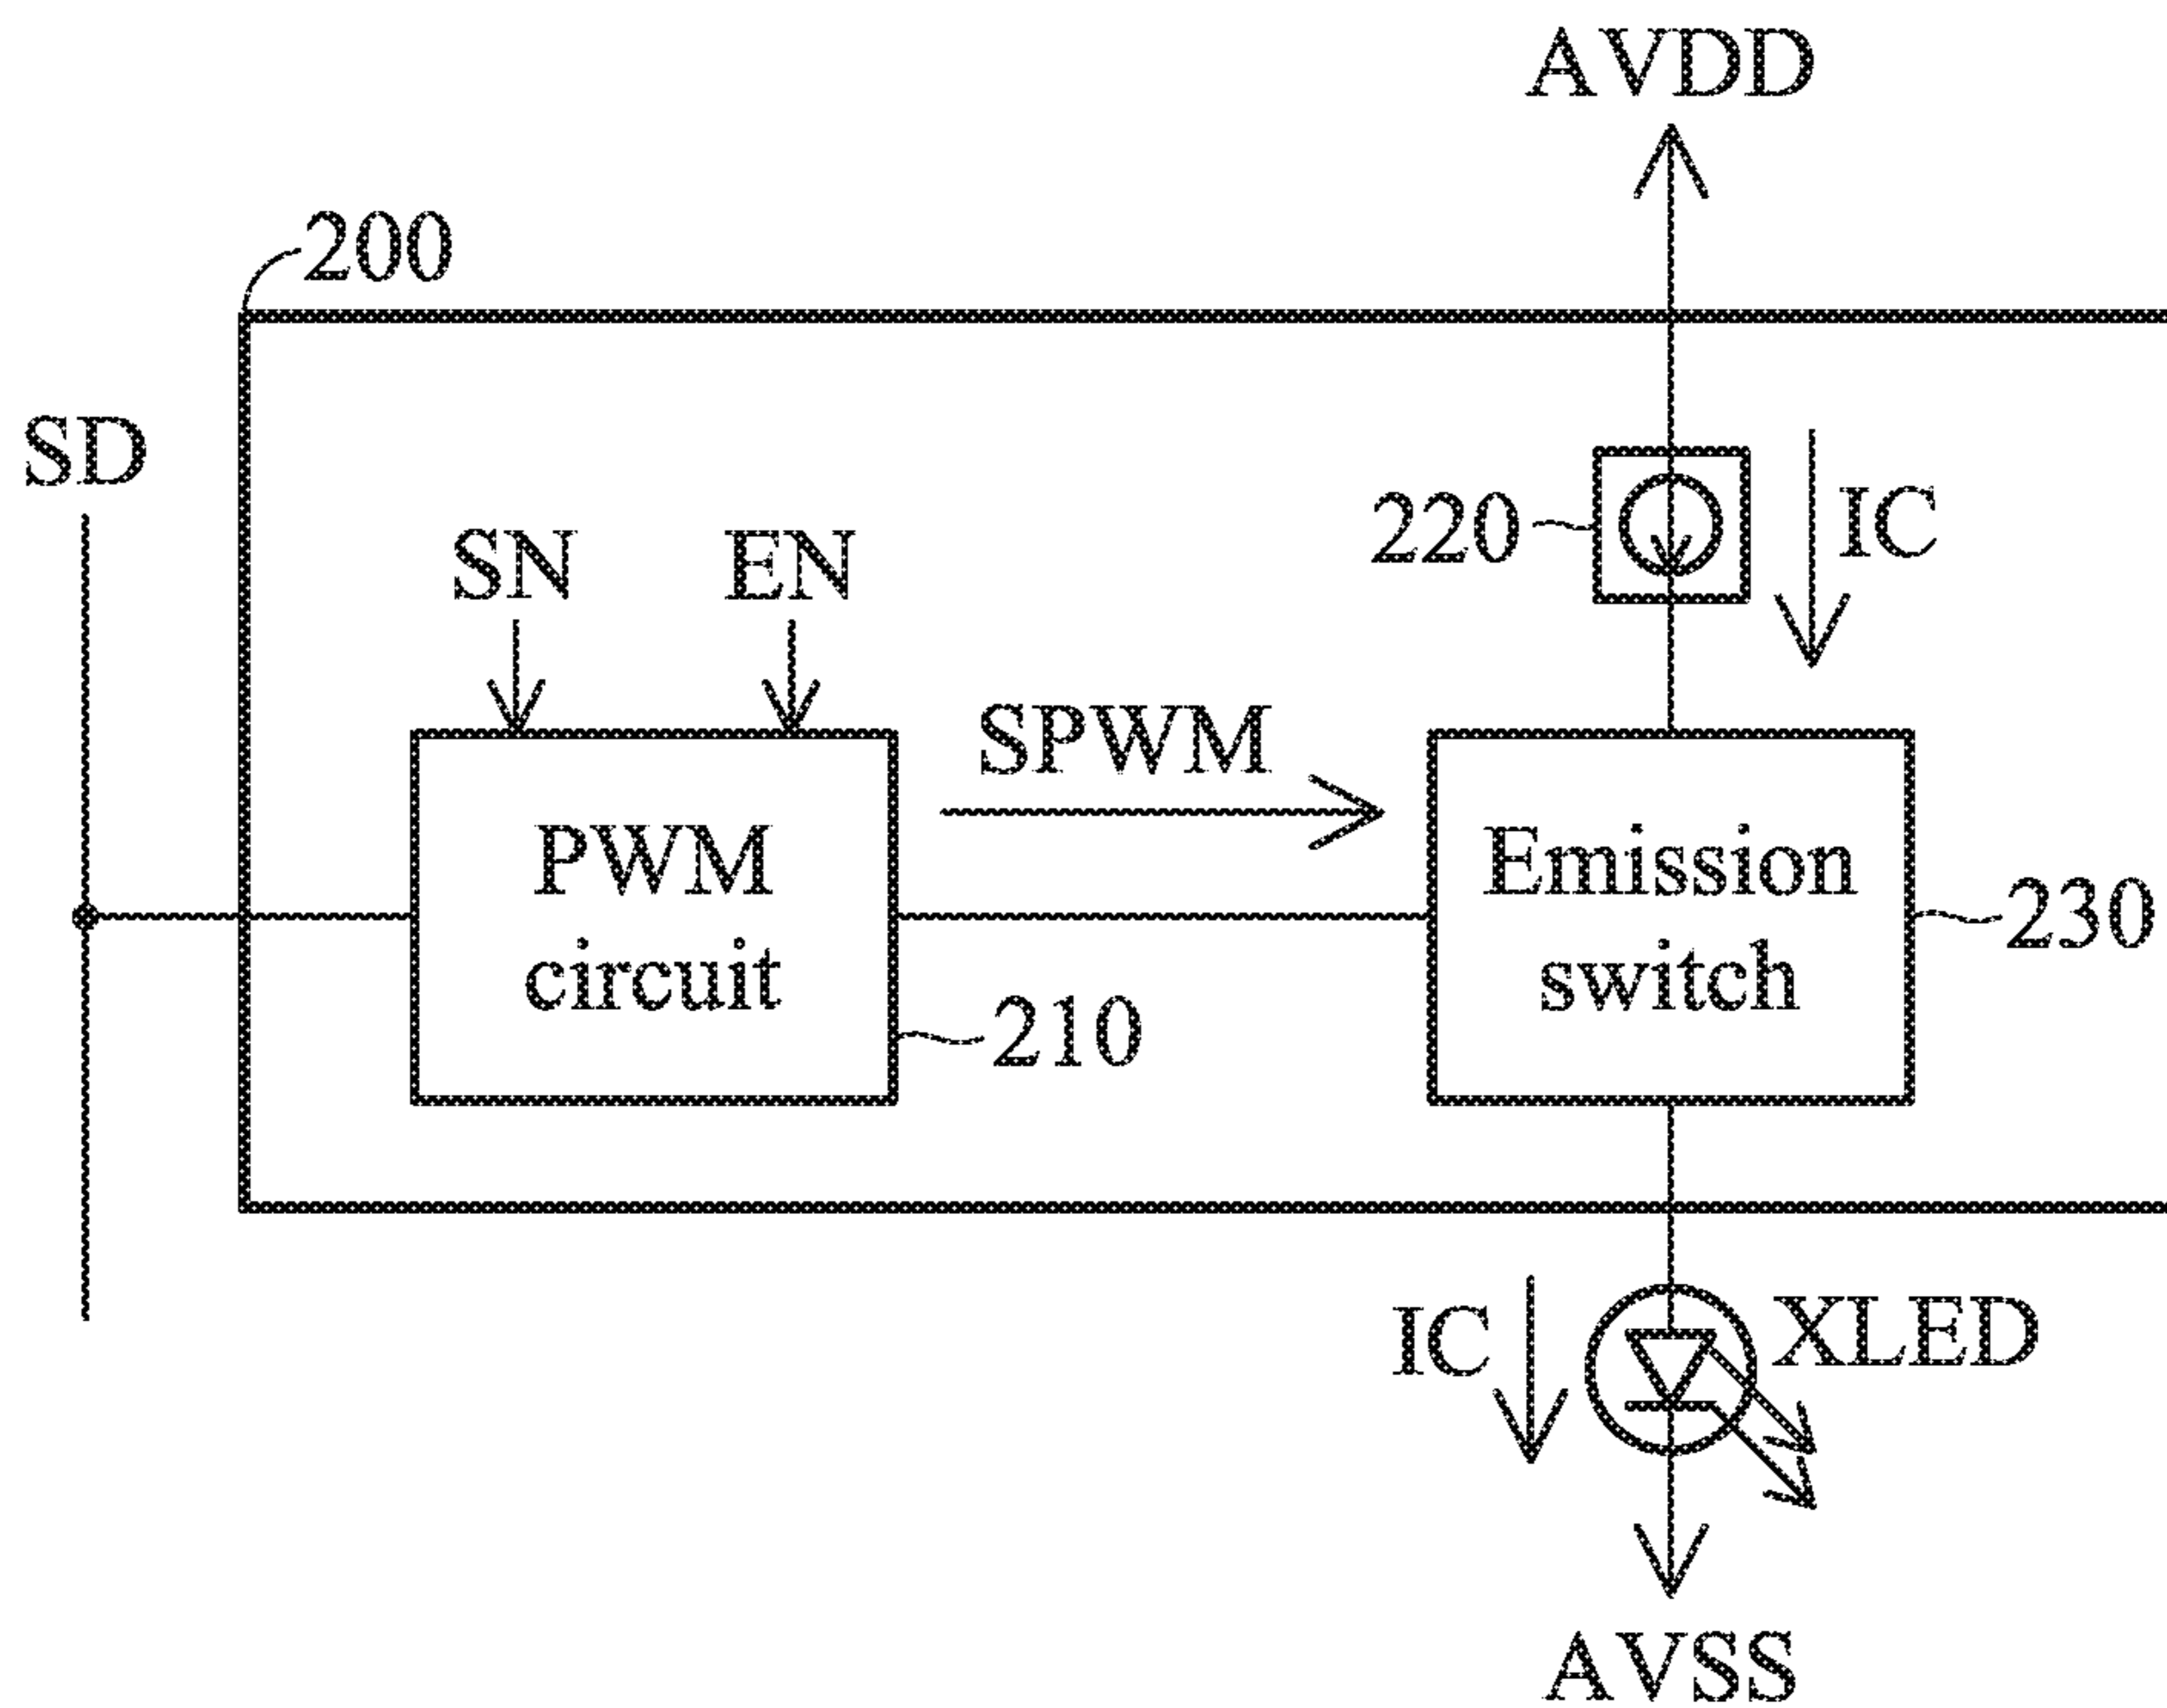 AVDD
200
SD
220
IC
SN
EN
SPWM
PWM
circuit
Emission
switch
230
210
IC
XLED
AVSS